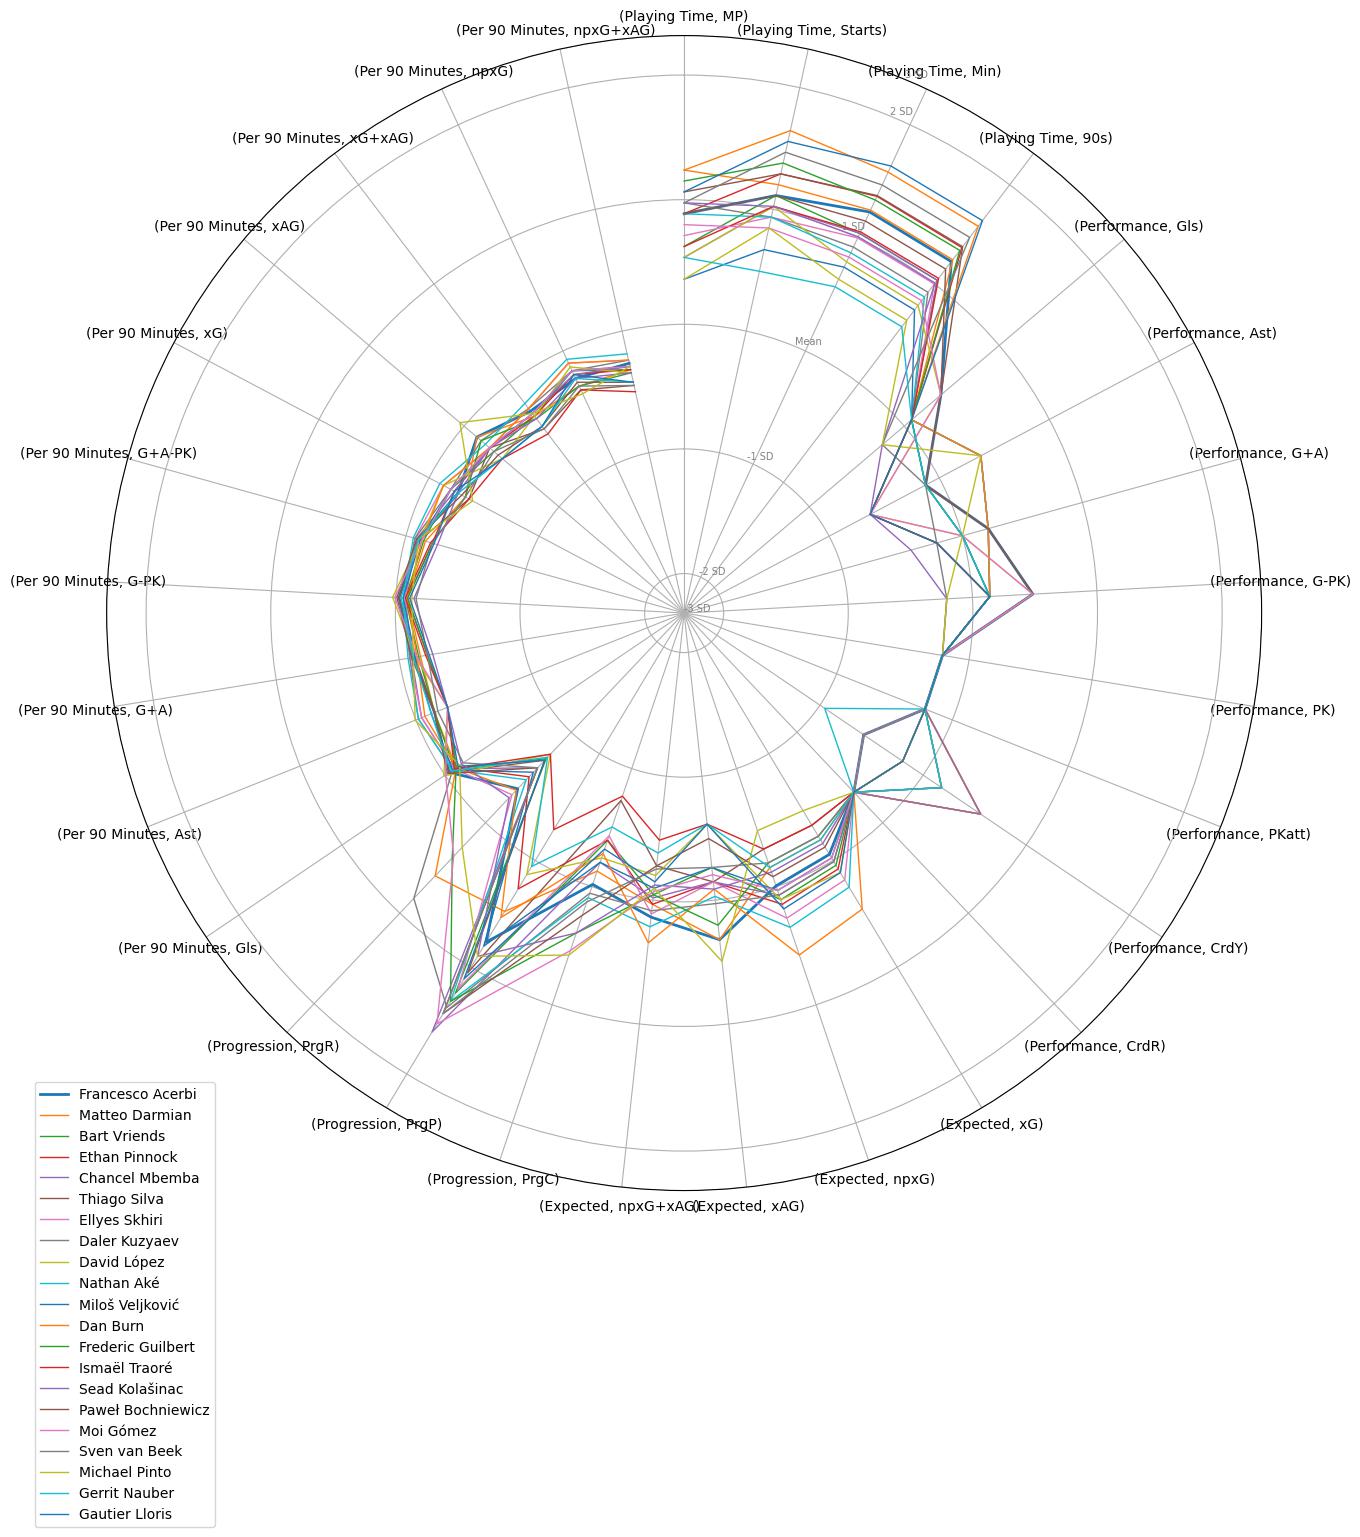 (Playing Time, MP)
(Per 90 Minutes, npxG+xAG)
(Playing Time, Starts)
(Per 90 Minutes, npxG)
(Playing Time, Min)
2 SD
(Per 90 Minutes, xG+xAG)
(Playing Time, 90s)
(Per 90 Minutes, xAG)
(Performance, Gls)
1 SD
(Per 90 Minutes, xG)
(Performance, Ast)
Mean
(Per 90 Minutes, G+A-PK)
-1 SD
(Performance, G+A)
(Per 90 Minutes, G-PK)
-2 SD
(Performance, G-PK)
-3 SD
(Per 90 Minutes, G+A)
(Performance, PK)
(Per 90 Minutes, Ast)
(Performance, PKatt)
(Per 90 Minutes, Gls)
(Performance, CrdY)
(Progression, PrgR)
(Performance, CrdR)
(Progression, PrgP)
(Expected, xG)
(Progression, PrgC)
(Expected, npxG)
(Expected, npxG+xAG)
(Expected, xAG)
Francesco Acerbi
Matteo Darmian
Bart Vriends
Ethan Pinnock
Chancel Mbemba
Thiago Silva
Ellyes Skhiri
Daler Kuzyaev
David López
Nathan Aké
Miloš Veljković
Dan Burn
Frederic Guilbert
Ismaël Traoré
Sead Kolašinac
Paweł Bochniewicz
Moi Gómez
Sven van Beek
Michael Pinto
Gerrit Nauber
Gautier Lloris